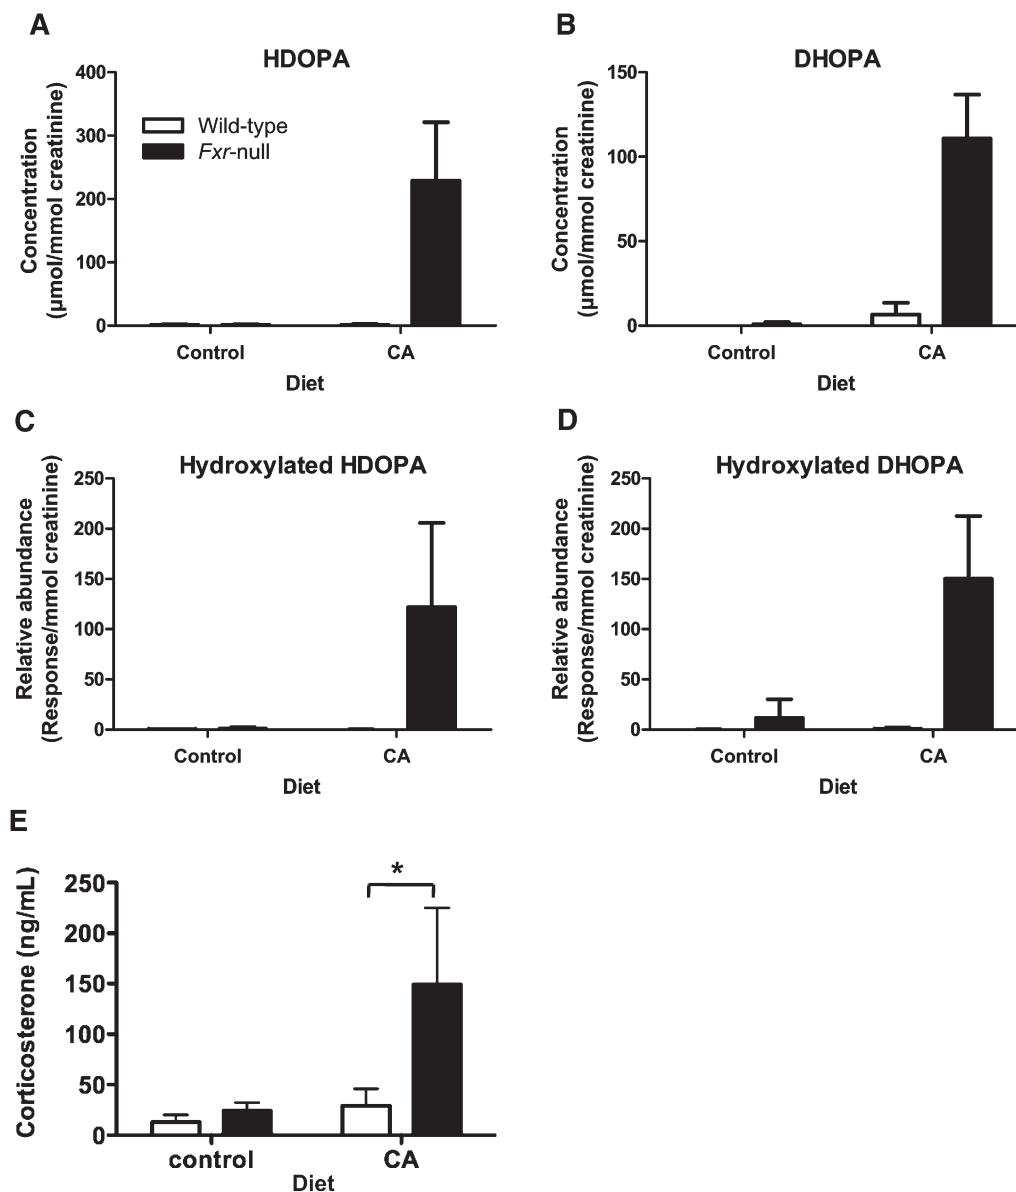 A
HDOPA
Concentration
(μmol/mmol creatinine)
400
300
200
100
0
Wild-type
Fxr-null
Control
CA
Diet
B
DHOPA
Concentration
(μmol/mmol creatinine)
150
100
50
0
Control
CA
Diet
C
Hydroxylated HDOPA
Relative abundance
(Response/mmol creatinine)
250
200
150
100
50
0
Control
CA
Diet
D
Hydroxylated DHOPA
Relative abundance
(Response/mmol creatinine)
250
200
150
100
50
0
Control
CA
Diet
E
Corticosterone (ng/mL)
250
200
150
100
50
0
*
control
CA
Diet